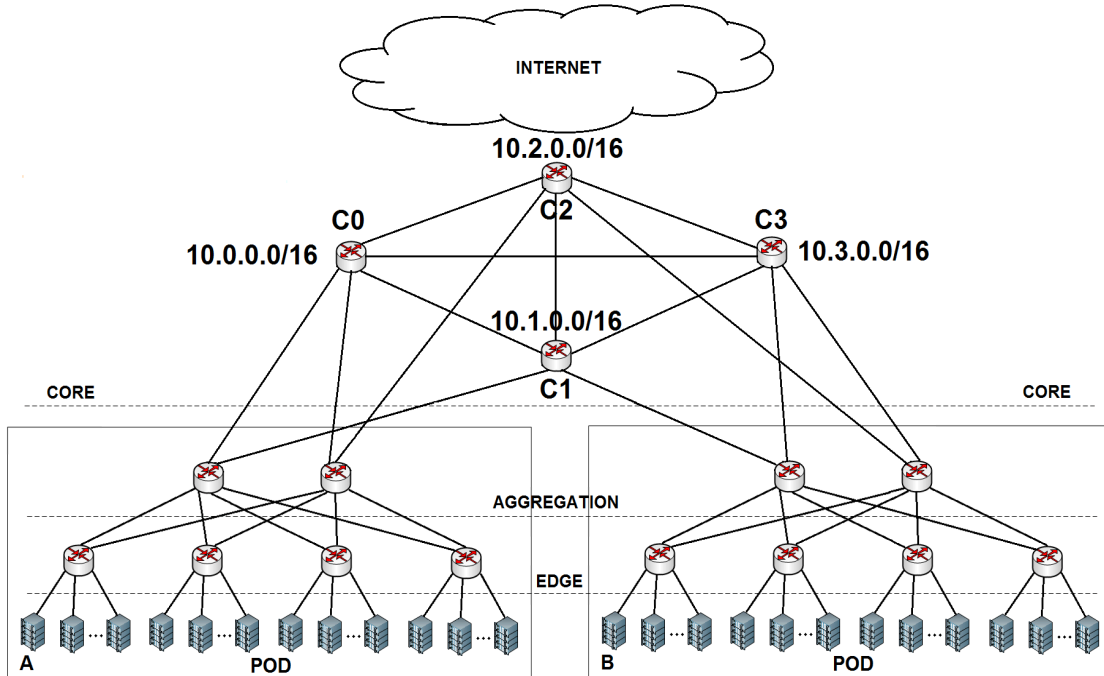 INTERNET
10.2.0.0/16
C2
C0
C3
10.0.0.0/16
10.3.0.0/16
10.1.0.0/16
C1
CORE
CORE
AGGREGATION
EDGE
A
POD
B
POD